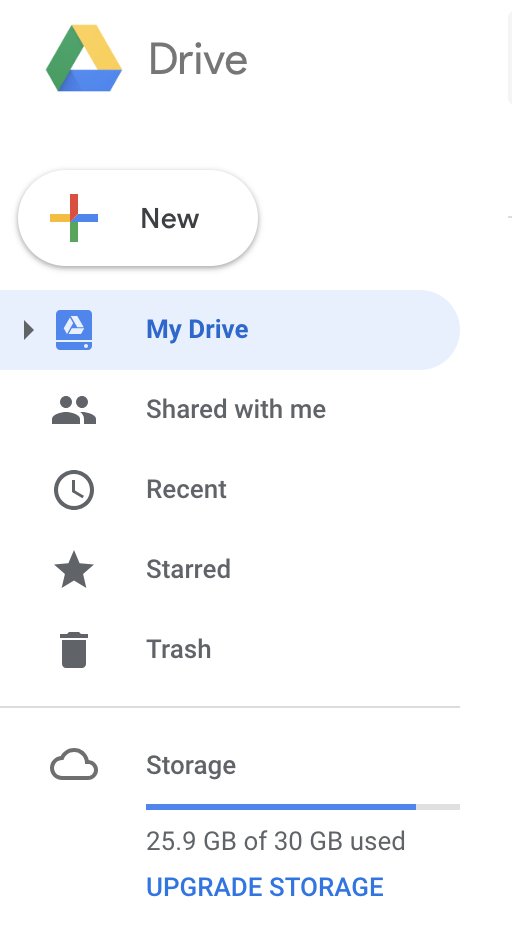 Drive
New
My Drive
Shared with me
Recent
Starred
Trash
Storage
25.9 GB of 30 GB used
UPGRADE STORAGE